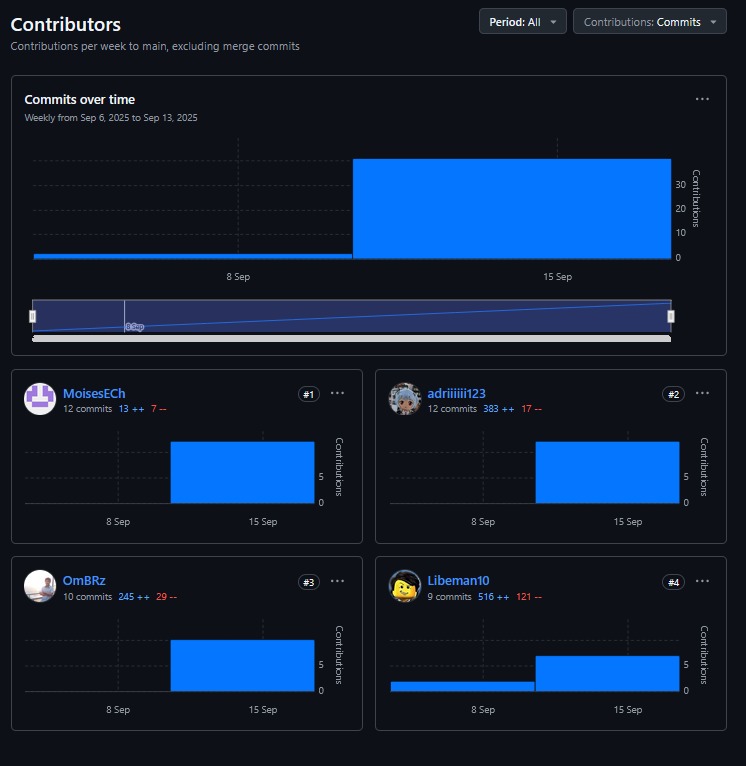 Contributors
Period: All
Contributions: Commits
Contributions per week to main, excluding merge commits
Commits over time
Weekly from Sep 6, 2025 to Sep 13, 2025
30
20
10
0
Contributions
8 Sep
15 Sep
8 Sep
MoisesECh
#1
12 commits 13 ++ 7 --
5
0
Contributions
8 Sep
15 Sep
adriiiiii123
#2
12 commits 383 ++ 17 --
5
0
Contributions
8 Sep
15 Sep
OmBRz
#3
10 commits 245 ++ 29 --
5
0
Contributions
8 Sep
15 Sep
Libeman10
#4
9 commits 516 ++ 121 --
5
0
Contributions
8 Sep
15 Sep